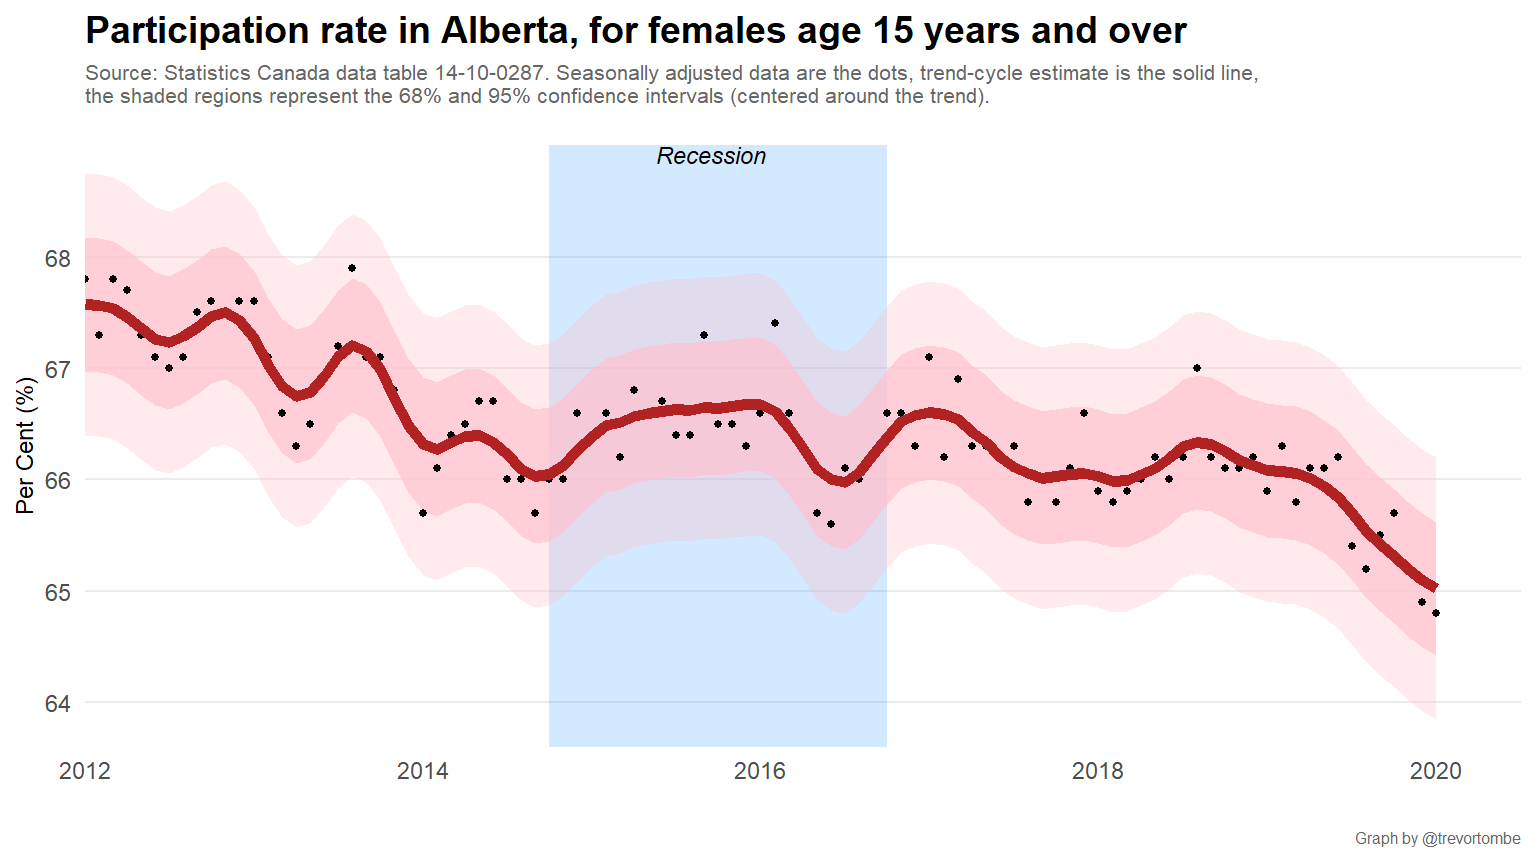 Participation rate in Alberta, for females age 15 years and over
Source: Statistics Canada data table 14-10-0287. Seasonally adjusted data are the dots, trend-cycle estimate is the solid line,
the shaded regions represent the 68% and 95% confidence intervals (centered around the trend).
Recession
Per Cent (%)
68
67
66
65
64
2012
2014
2016
2018
2020
Graph by @trevortombe